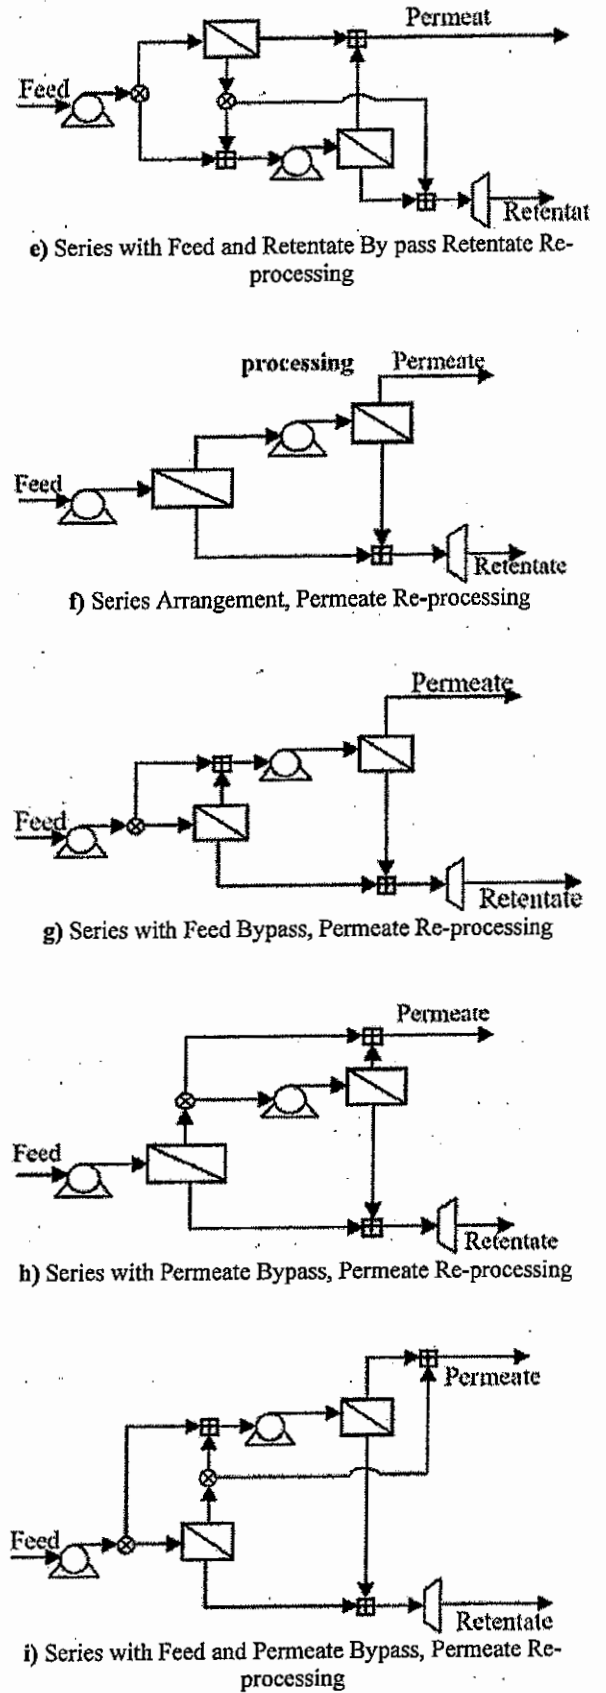 Permeat
Feed
Retentat
e) Series with Feed and Retentate By pass Retentate Re-
processing
processing
Permeate
Feed
Retentate
f) Series Arrangement, Permeate Re-processing
Permeate
Feed
Retentate
g) Series with Feed Bypass, Permeate Re-processing
Permeate
Feed
Retentate
h) Series with Permeate Bypass, Permeate Re-processing
Permeate
Feed
Retentate
i) Series with Feed and Permeate Bypass, Permeate Re-
processing